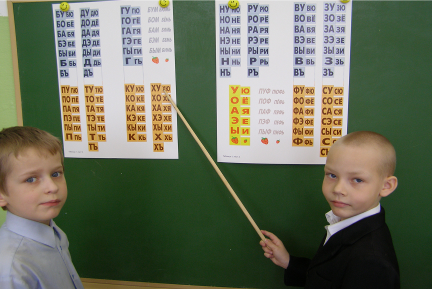 БУ БЮ ДУ ДЮ ГУ ГЮ
БО БЁ ДО ДЁ ГО ГЁ
БА БЯ ДА ДЯ ГА ГЯ
БЭ БЕ ДЭ ДЕ ГЭ ГЕ
БЫ БИ ДЫ ДИ ГЫ ГИ
Б БЬ Д ДЬ Г ГЬ
БЪ ДЪ
ПУ ПЮ ТУ ТЮ КУ КЮ ХУ ХЮ
ПО ПЁ ТО ТЁ КО КЁ ХО ХЁ
ПА ПЯ ТА ТЯ КА КЯ ХА ХЯ
ПЭ ПЕ ТЭ ТЕ КЭ КЕ ХЭ ХЕ
ПЫ ПИ ТЫ ТИ КЫ КИ ХЫ ХИ
П ПЬ Т ТЬ К КЬ Х ХЬ
ТЪ ХЪ
НУ НЮ РУ РЮ ВУ ВЮ ЗУ ЗЮ
НО НЁ РО РЁ ВО ВЁ ЗО ЗЁ
НА НЯ РА РЯ ВА ВЯ ЗА ЗЯ
НЭ НЕ РЭ РЕ ВЭ ВЕ ЗЭ ЗЕ
НЫ НИ РЫ РИ ВЫ ВИ ЗЫ ЗИ
Н НЬ Р РЬ В ВЬ З ЗЬ
НЪ РЪ ВЪ ЗЪ
У Ю ФУ ФЮ СУ СЮ
О Ё ФО ФЁ СО СЁ
А Я ФА ФЯ СА СЯ
Э Е ФЭ ФЕ СЭ СЕ
Ы И ФЫ ФИ СЫ СИ
Ф ФЬ С СЬ